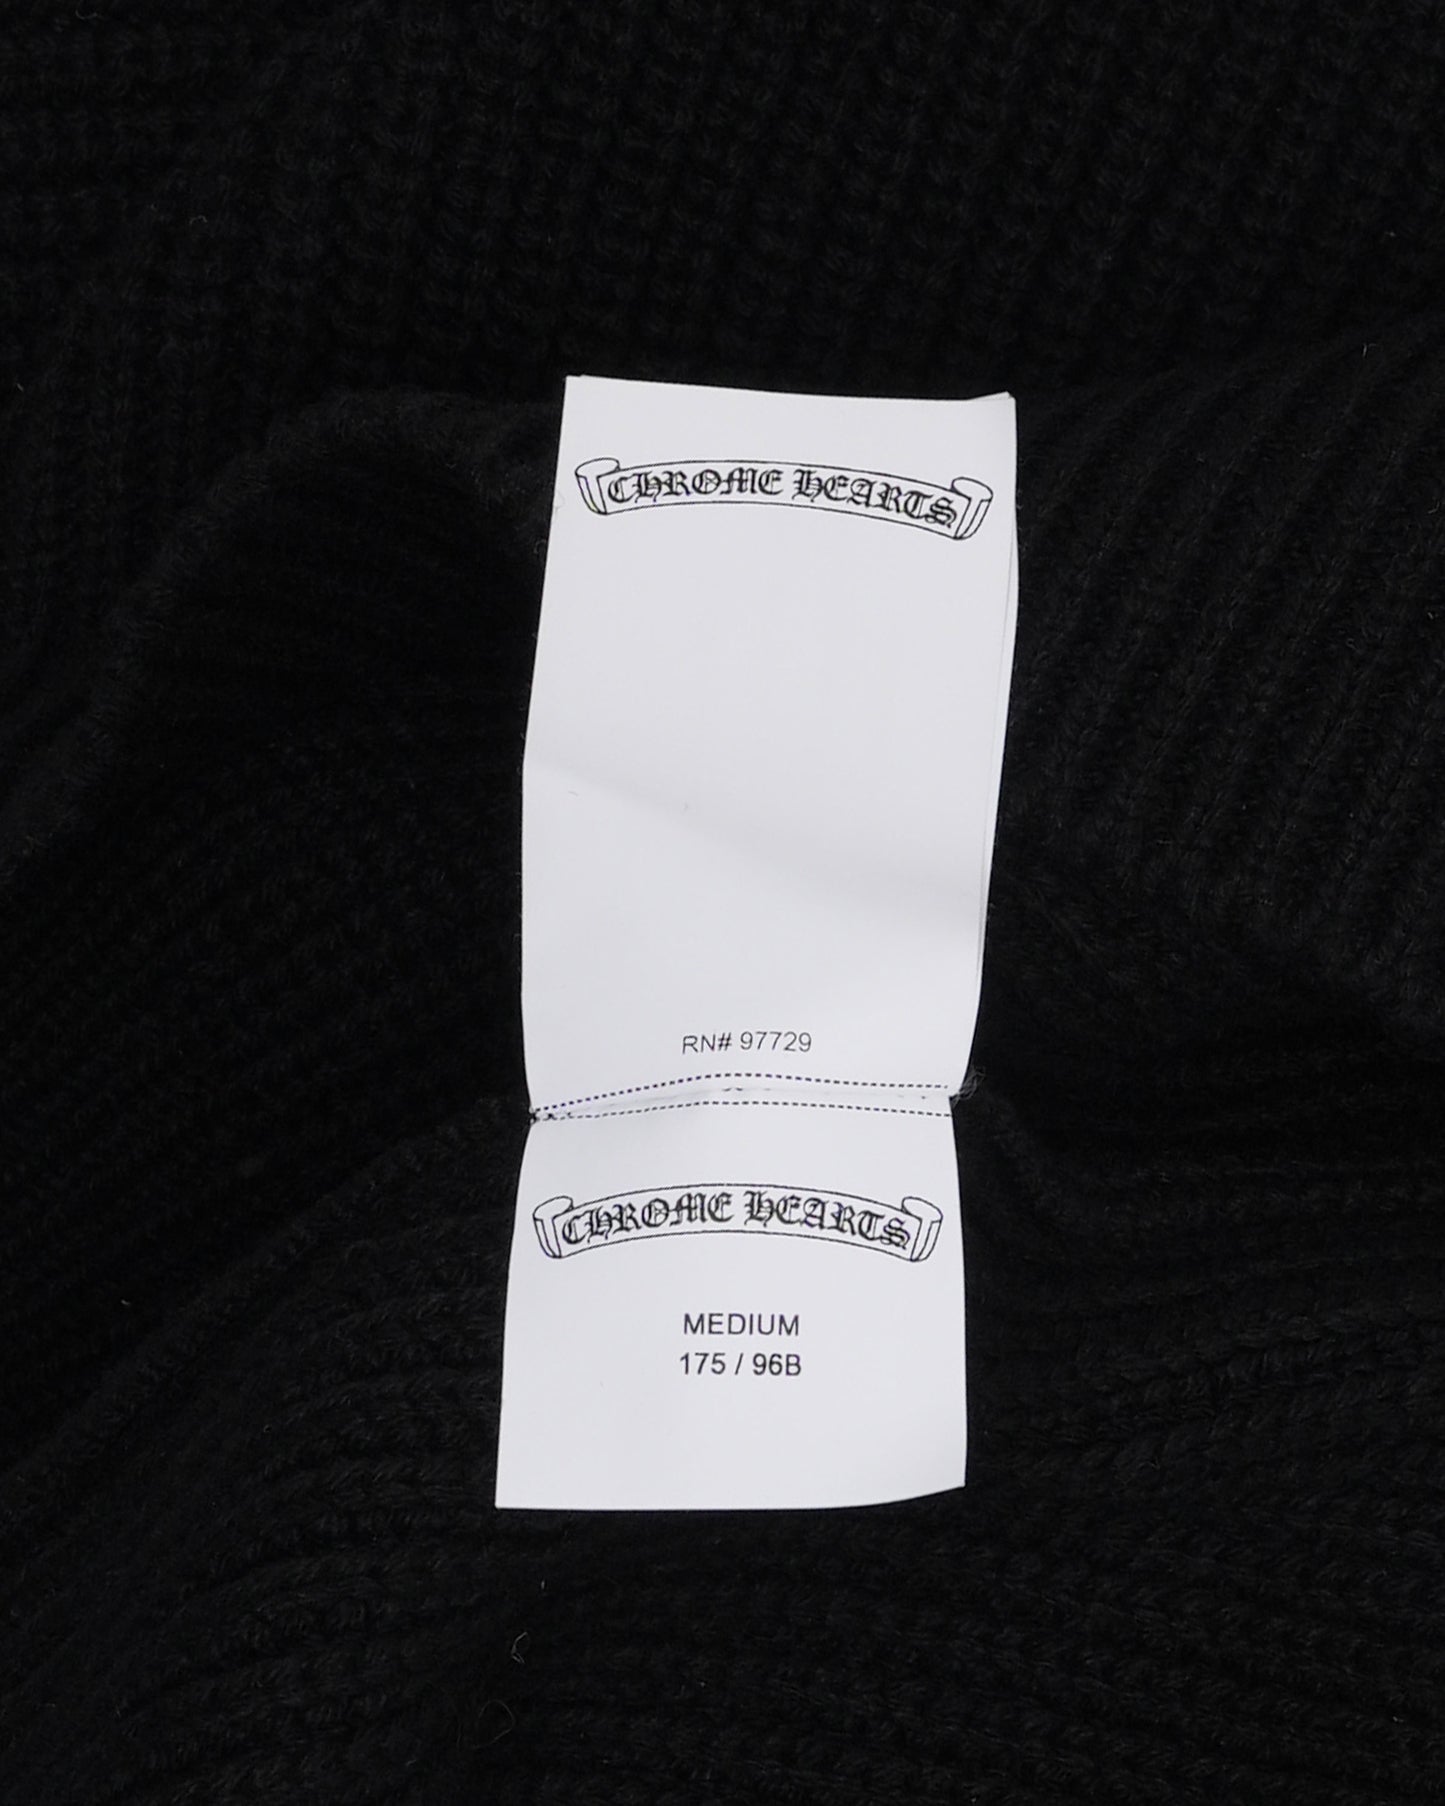 CHROME HEARTS
RN# 97729
CHROME HEARTS
MEDIUM
175 / 96B